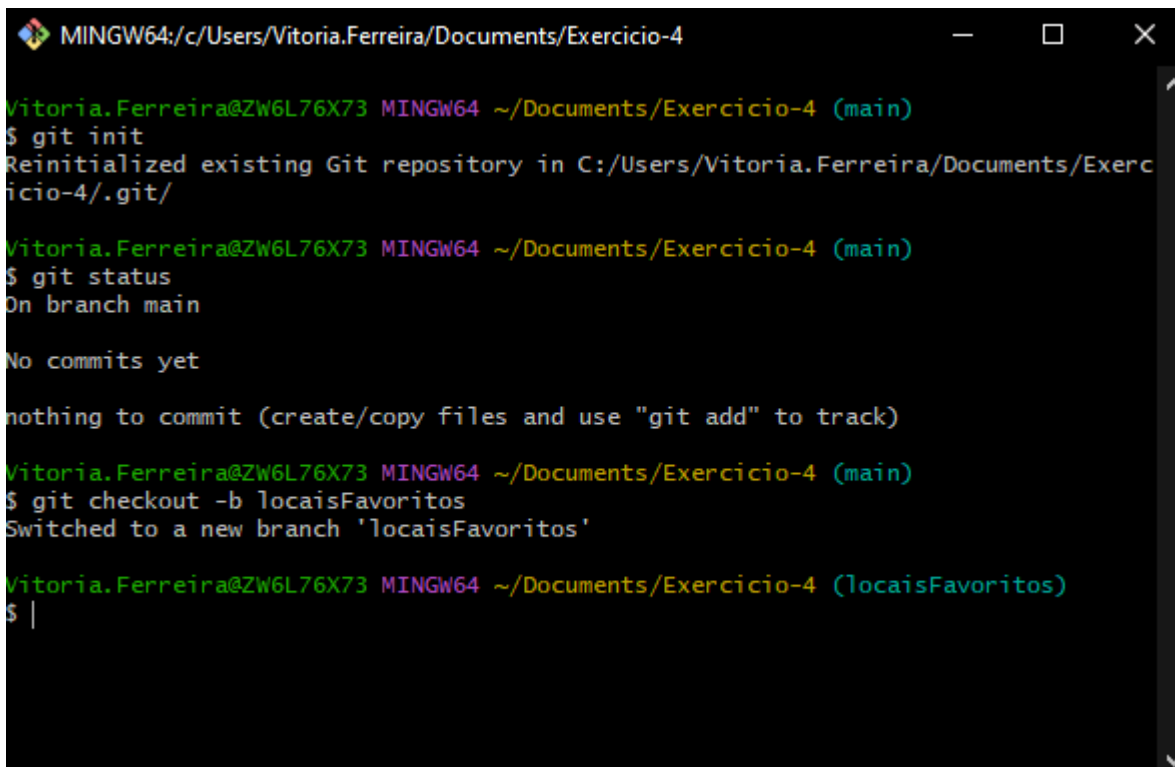 MINGW64:/c/Users/Vitoria.Ferreira/Documents/Exercicio-4
Vitoria.Ferreira@ZW6L76X73 MINGW64 ~/Documents/Exercicio-4 (main)
$ git init
Reinitialized existing Git repository in C:/Users/Vitoria.Ferreira/Documents/Exerc
icio-4/.git/
Vitoria.Ferreira@ZW6L76X73 MINGW64 ~/Documents/Exercicio-4 (main)
$ git status
On branch main
No commits yet
nothing to commit (create/copy files and use "git add" to track)
Vitoria.Ferreira@ZW6L76X73 MINGW64 ~/Documents/Exercicio-4 (main)
$ git checkout -b locaisFavoritos
Switched to a new branch 'locaisFavoritos'
Vitoria.Ferreira@ZW6L76X73 MINGW64 ~/Documents/Exercicio-4 (locaisFavoritos)
$